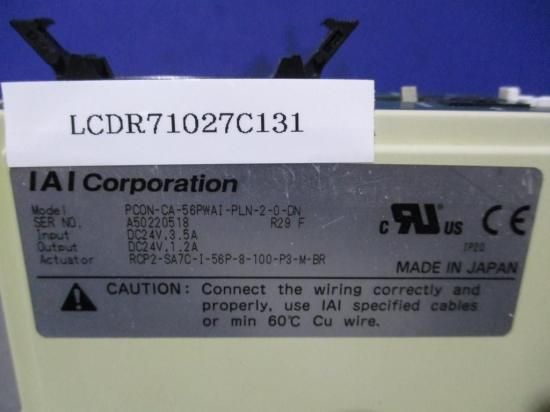 LCDR71027C131
IAI Corporation
Model PCON-CA-56PWAI-PLN-2-0-DN
SER NO. A50220518 R29 F
Input DC24V,3.5A
Output DC24V,1.2A
Actuator RCP2-SA7C-I-56P-8-100-P3-M-BR
c RU US
IP20
MADE IN JAPAN
CAUTION: Connect the wiring correctly and
properly, use IAI specified cables
or min 60℃ Cu wire.